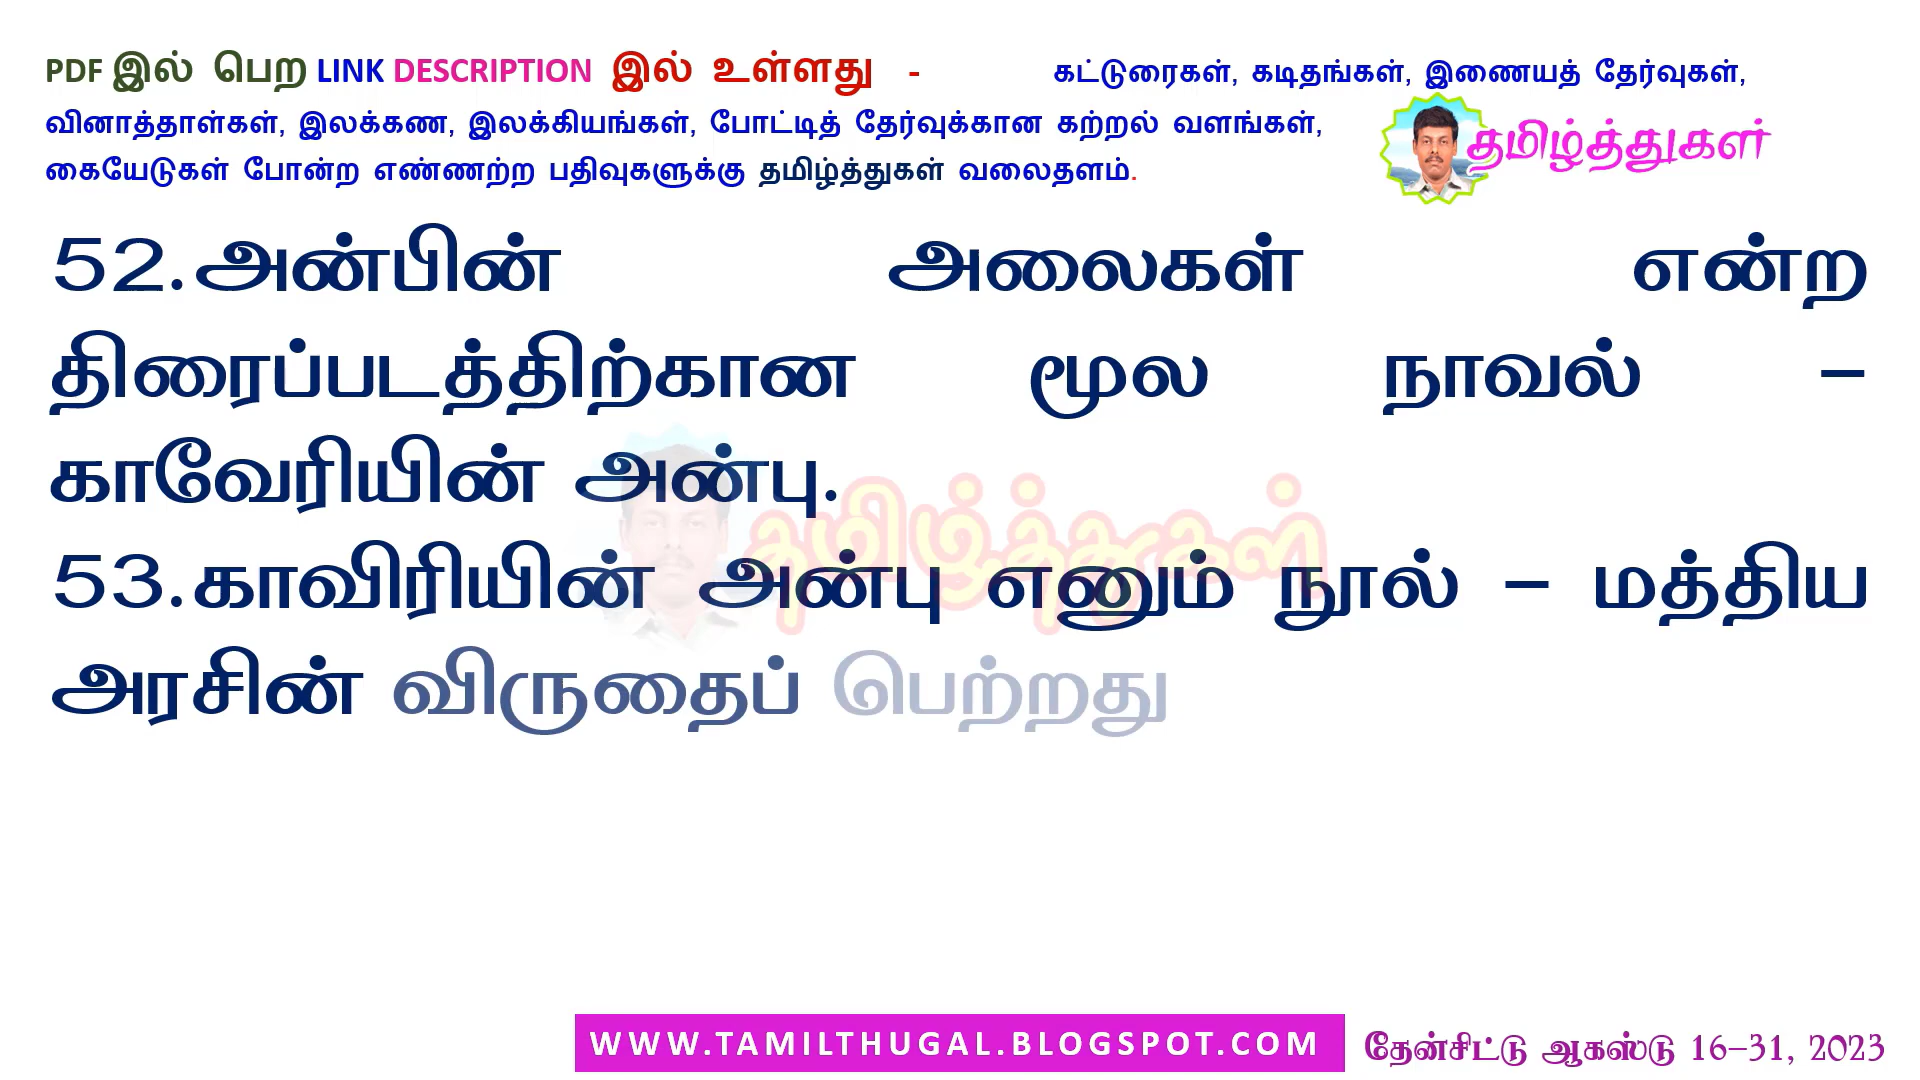 PDF இல் பெற LINK DESCRIPTION இல் உள்ளது - கட்டுரைகள், கடிதங்கள், இணையத் தேர்வுகள்,
வினாத்தாள்கள், இலக்கண, இலக்கியங்கள், போட்டித் தேர்வுக்கான கற்றல் வளங்கள்,
கையேடுகள் போன்ற எண்ணற்ற பதிவுகளுக்கு தமிழ்த்துகள் வலைதளம்.
தமிழ்த்துகள்
52.அன்பின் அலைகள் என்ற
திரைப்படத்திற்கான மூல நாவல் –
காவேரியின் அன்பு.
தமிழ்த்துகள்
53.காவிரியின் அன்பு எனும் நூல் – மத்திய
அரசின் விருதைப் பெற்றது
WWW.TAMILTHUGAL.BLOGSPOT.COM
தேன்சிட்டு ஆகஸ்டு 16–31, 2023